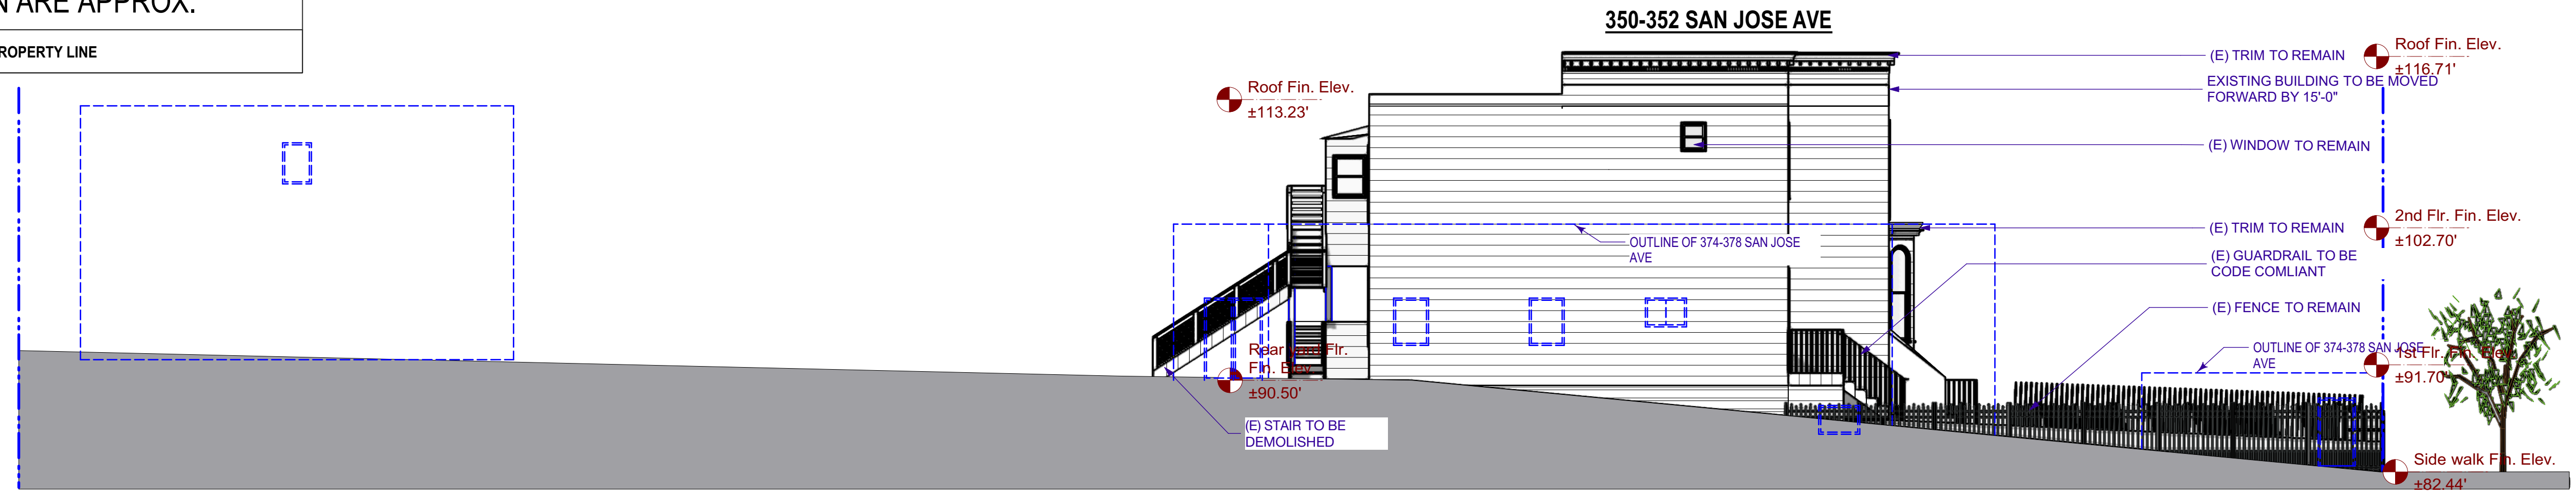 N ARE APPROX.
ROPERTY LINE
350-352 SAN JOSE AVE
Roof Fin. Elev.
±113.23'
(E) TRIM TO REMAIN
Roof Fin. Elev.
±116.71'
EXISTING BUILDING TO BE MOVED
FORWARD BY 15'-0"
(E) WINDOW TO REMAIN
(E) TRIM TO REMAIN
2nd Flr. Fin. Elev.
±102.70'
OUTLINE OF 374-378 SAN JOSE
AVE
(E) GUARDRAIL TO BE
CODE COMLIANT
(E) FENCE TO REMAIN
OUTLINE OF 374-378 SAN JOSE
AVE
1st Flr. Fin. Elev.
±91.70'
Rear yard Flr.
Fin. Elev.
±90.50'
(E) STAIR TO BE
DEMOLISHED
Side walk Fin. Elev.
±82.44'